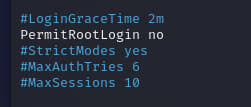 #LoginGraceTime 2m
PermitRootLogin no
#StrictModes yes
#MaxAuthTries 6
#MaxSessions 10